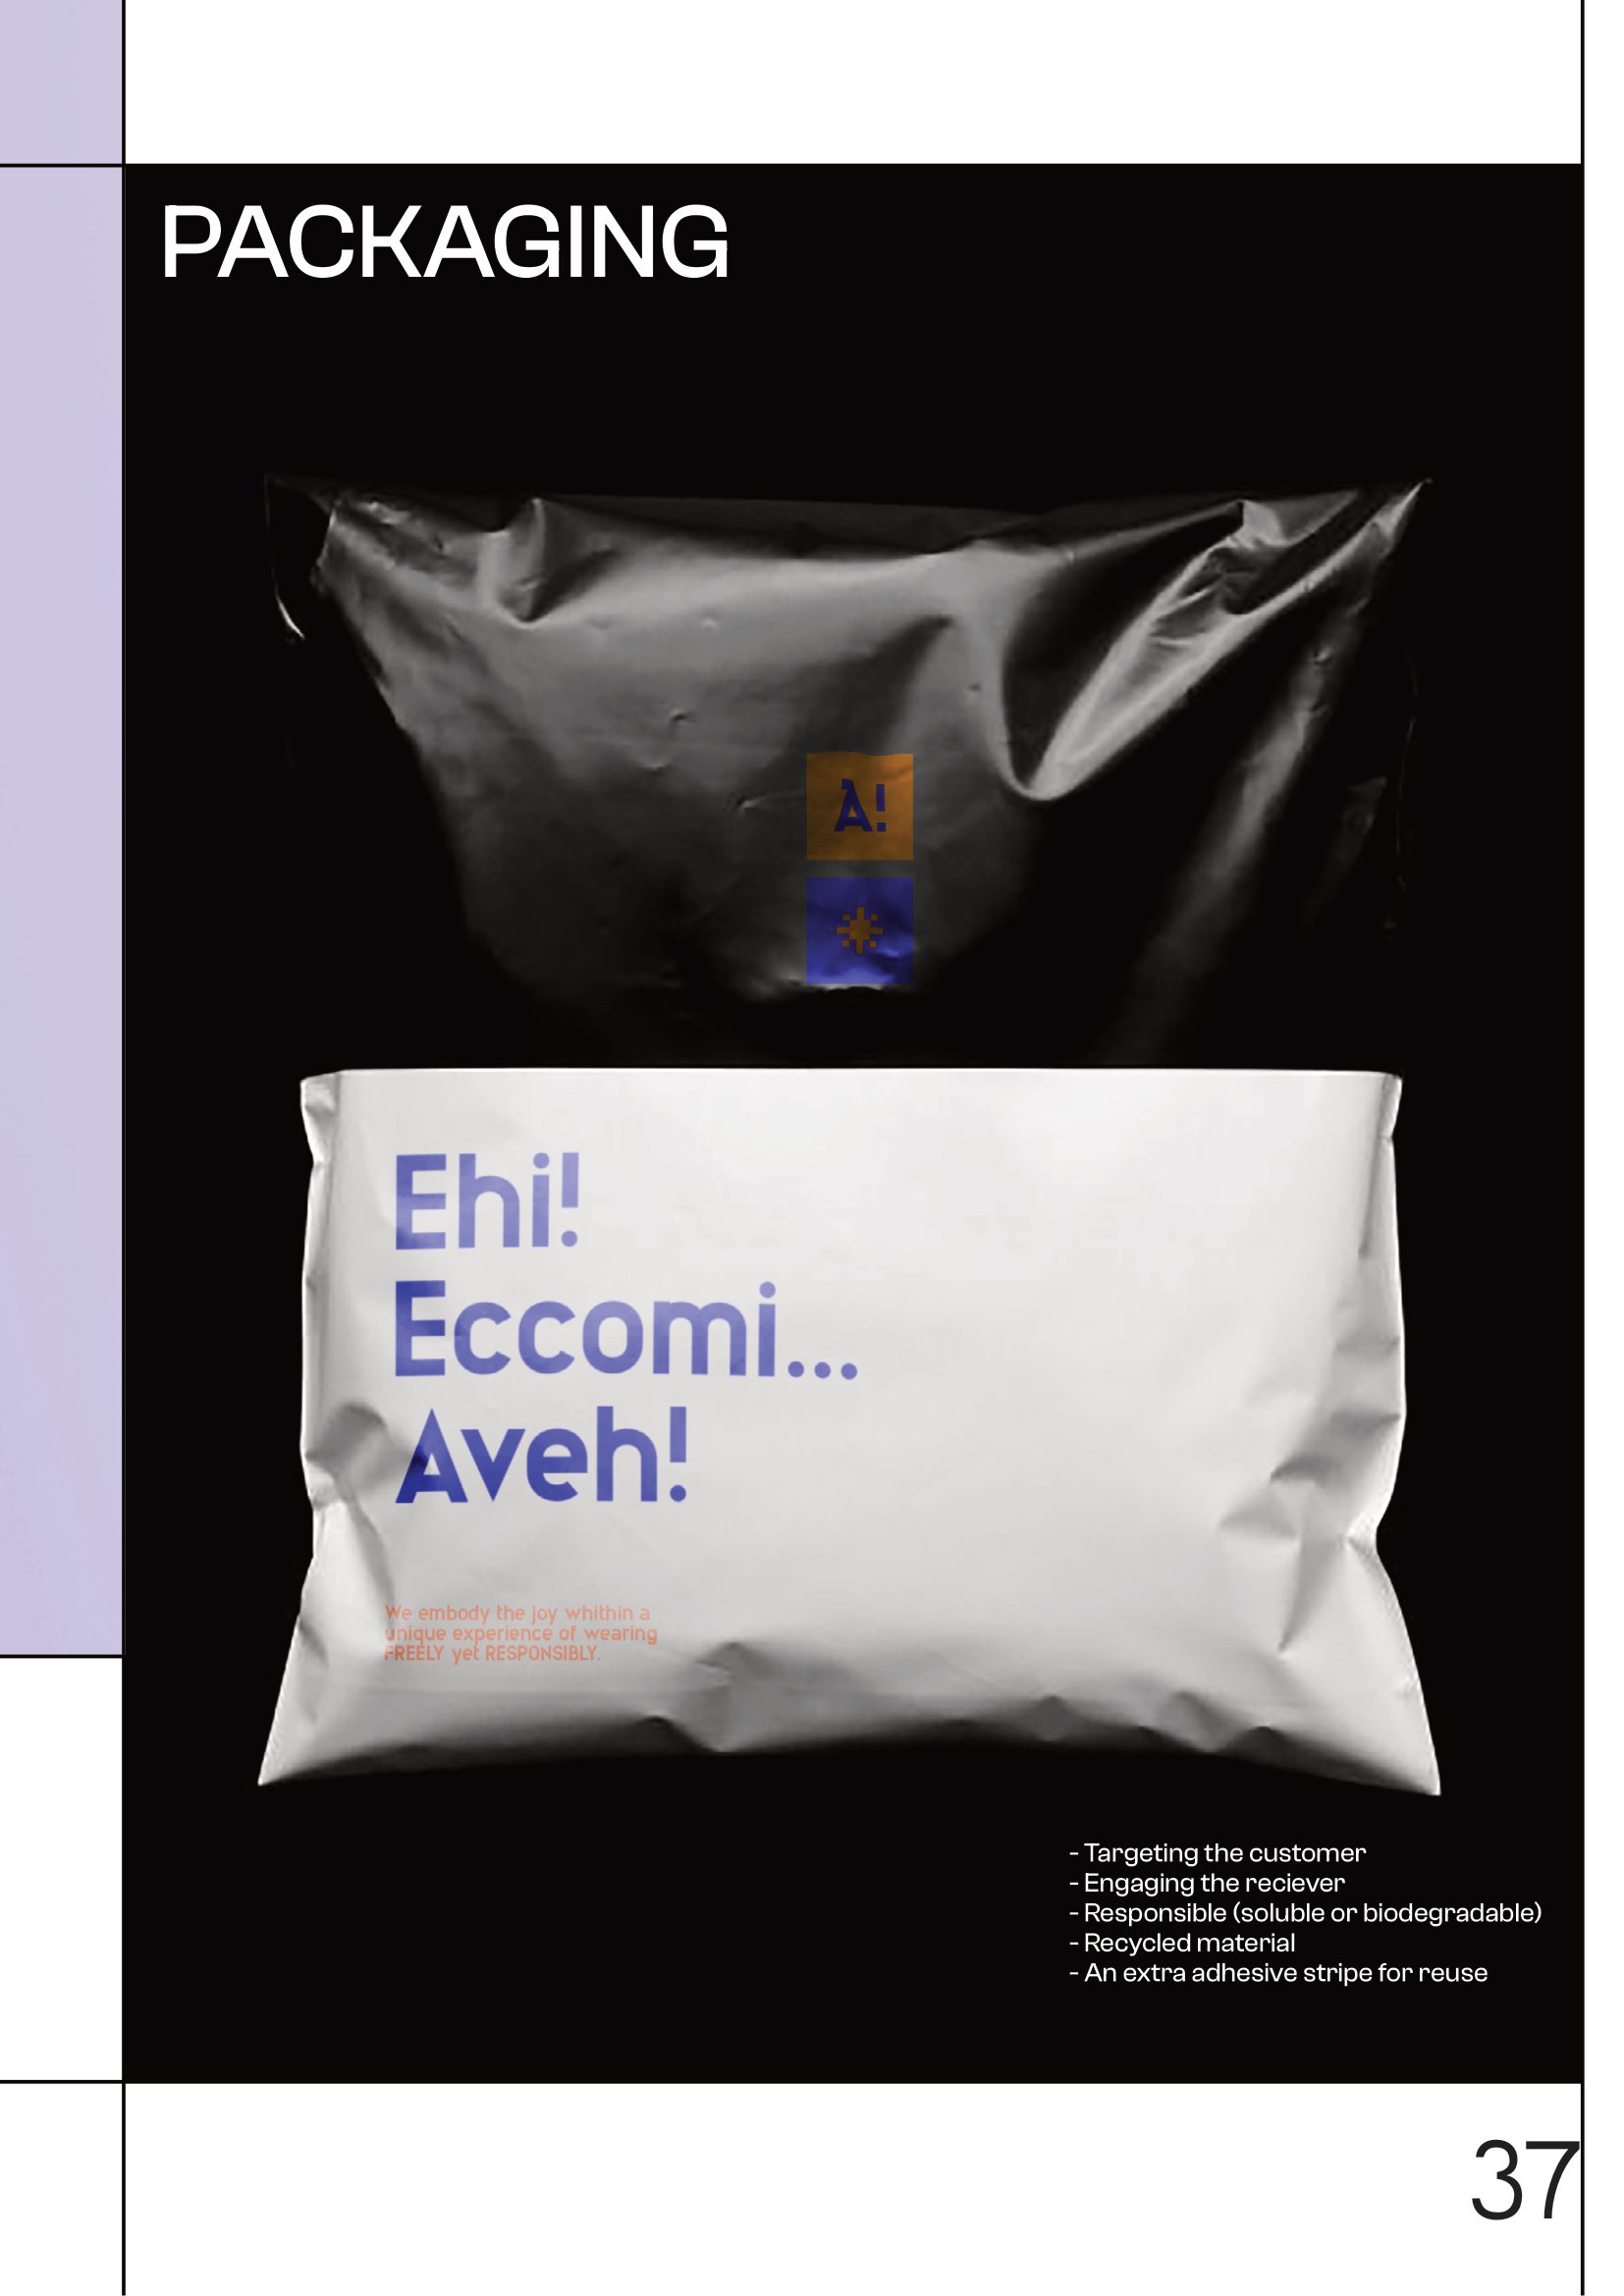 PACKAGING
A!
Ehi!
Eccomi...
Aveh!
We embody the joy whithin a
unique experience of wearing
FREELY yet RESPONSIBLY.
- Targeting the customer
- Engaging the reciever
- Responsible (soluble or biodegradable)
- Recycled material
- An extra adhesive stripe for reuse
37